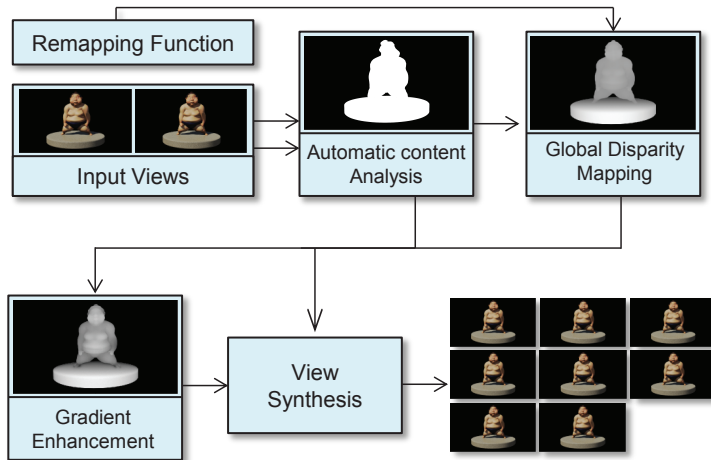 Remapping Function
Input Views
Automatic content
Analysis
Global Disparity
Mapping
Gradient
Enhancement
View
Synthesis